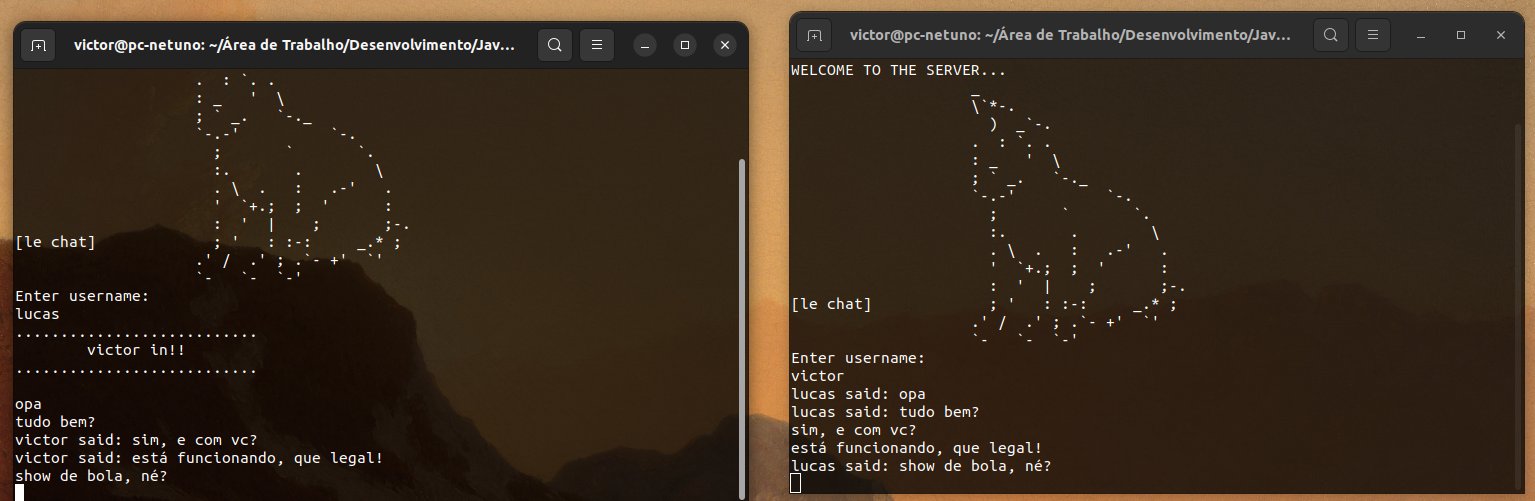 victor@pc-netuno: ~/Área de Trabalho/Desenvolvimento/Jav...
.  : `. .
: _   '  \
; ` _.   `-._
`-.-'          `-.
;       `       `.
:.       .        \
. \  .   :   .-'   .
'  `+.;  ;  '      :
:  '  |    ;       ;-.
[le chat]             ; '   : :-:     _.* ;
.' /  .' ; .`- +'  `'
`-   `-  `-'
Enter username:
lucas
...........................
victor in!!
...........................
opa
tudo bem?
victor said: sim, e com vc?
victor said: está funcionando, que legal!
show de bola, né?
victor@pc-netuno: ~/Área de Trabalho/Desenvolvimento/Jav...
WELCOME TO THE SERVER...
_
\`*-.
)  _`-.
.  : `. .
: _   '  \
; ` _.   `-._
`-.-'          `-.
;       `       `.
:.       .        \
. \  .   :   .-'   .
'  `+.;  ;  '      :
:  '  |    ;       ;-.
[le chat]             ; '   : :-:     _.* ;
.' /  .' ; .`- +'  `'
`-   `-  `-'
Enter username:
victor
lucas said: opa
lucas said: tudo bem?
sim, e com vc?
está funcionando, que legal!
lucas said: show de bola, né?